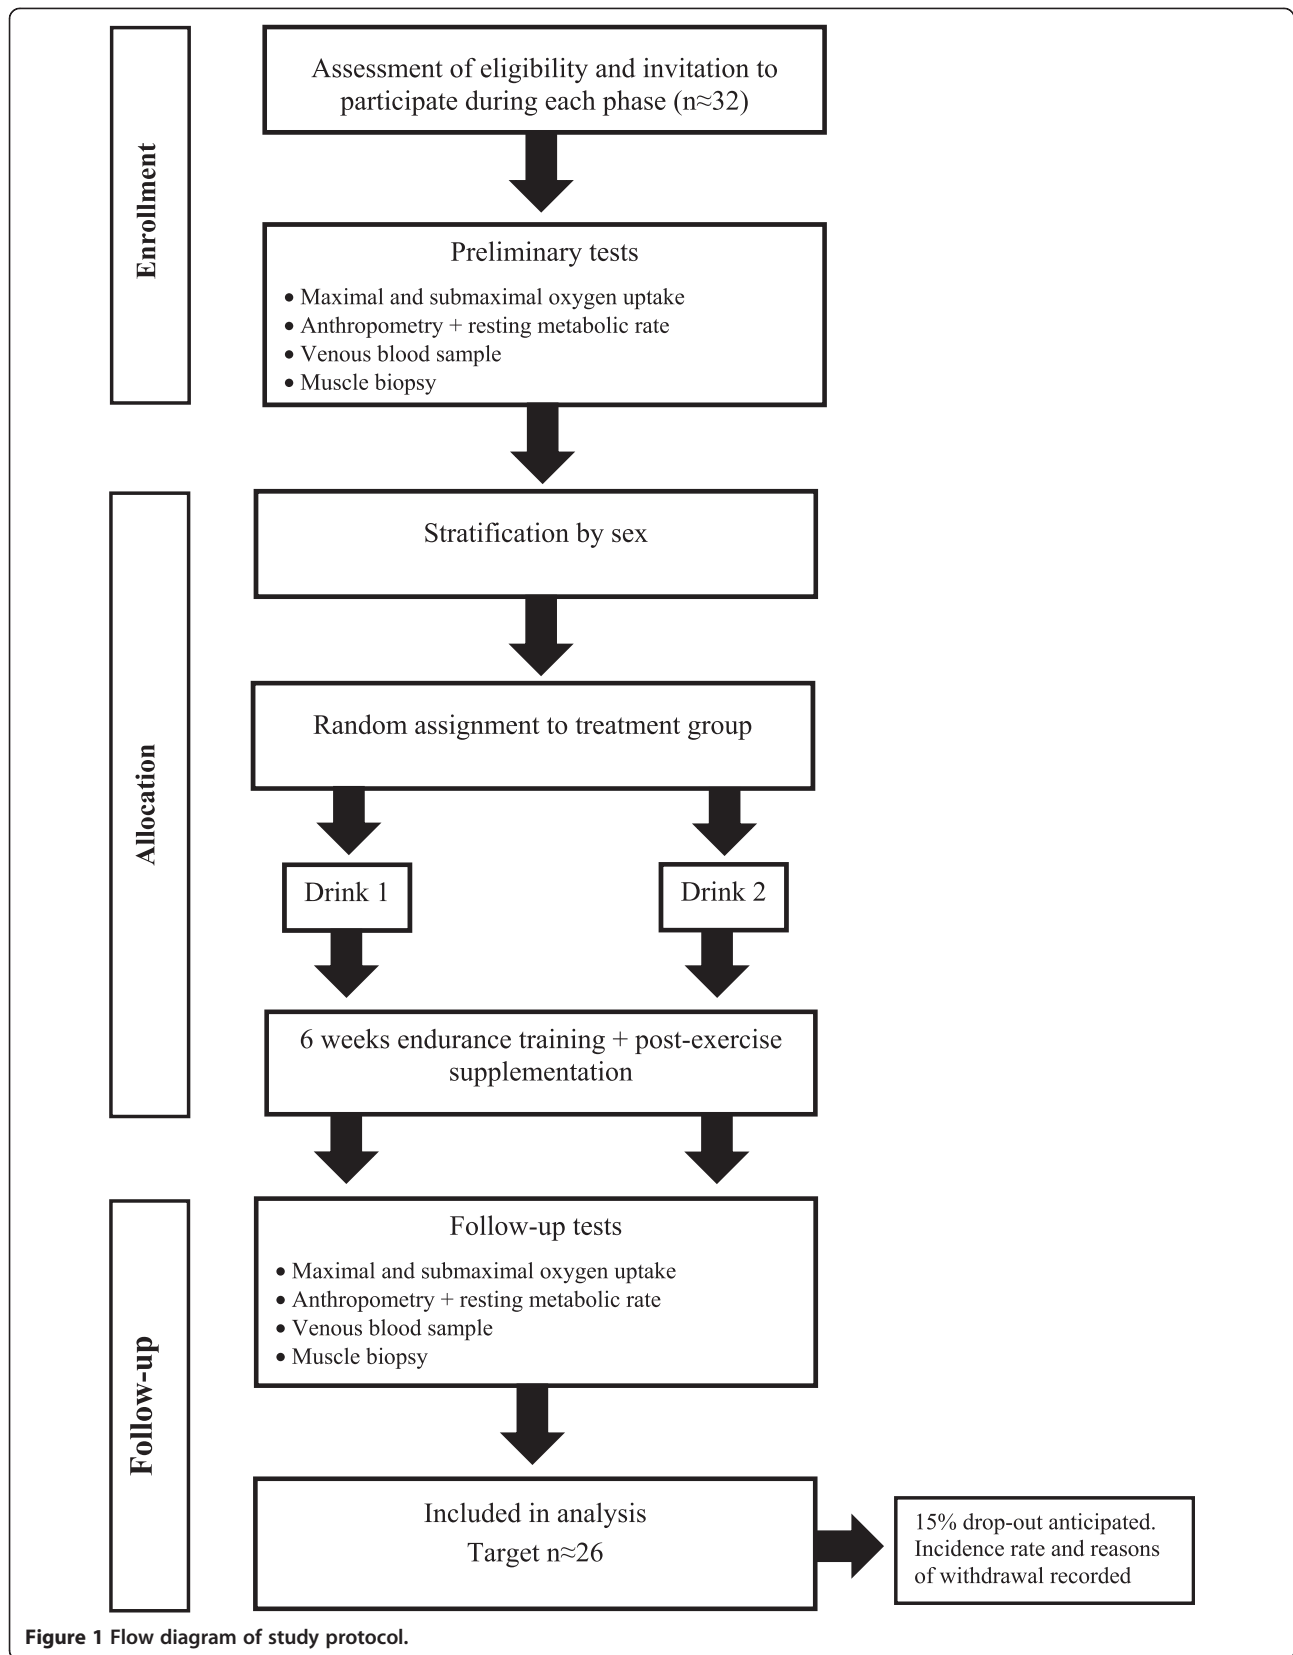 Enrollment
Assessment of eligibility and invitation to
participate during each phase (n≈32)
Preliminary tests
• Maximal and submaximal oxygen uptake
• Anthropometry + resting metabolic rate
• Venous blood sample
• Muscle biopsy
Allocation
Stratification by sex
Random assignment to treatment group
Drink 1
Drink 2
6 weeks endurance training + post-exercise
supplementation
Follow-up
Follow-up tests
• Maximal and submaximal oxygen uptake
• Anthropometry + resting metabolic rate
• Venous blood sample
• Muscle biopsy
Included in analysis
Target n≈26
15% drop-out anticipated.
Incidence rate and reasons
of withdrawal recorded
Figure 1 Flow diagram of study protocol.